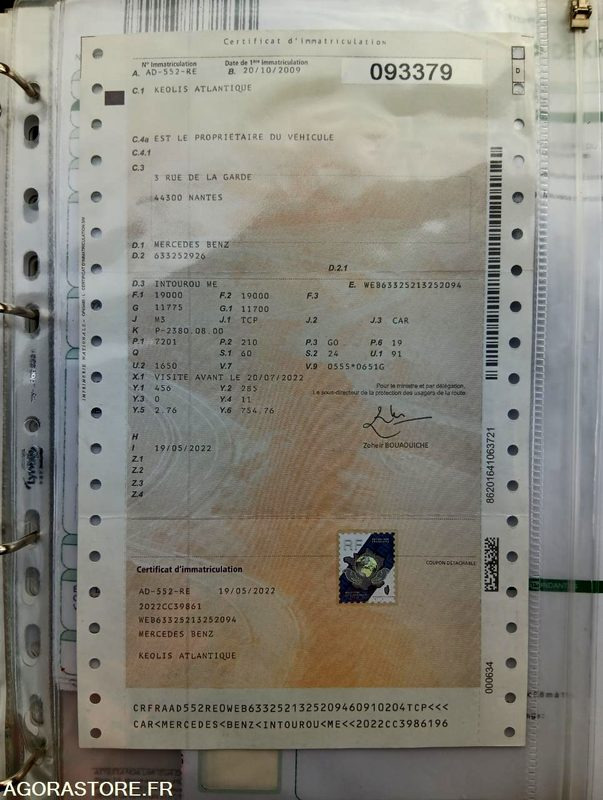 Certificat d'immatriculation
N° Immatriculation Date de 1ère Immatriculation
A. AD-552-RE B. 20/10/2009 093379
D
C.1 KEOLIS ATLANTIQUE
C.4a EST LE PROPRIETAIRE DU VEHICULE
C.4.1
C.3
3 RUE DE LA GARDE
44300 NANTES
D.1 MERCEDES BENZ
D.2 633252926
D.2.1
D.3 INTOUROU ME E. WEB63325213252094
F.1 19000 F.2 19000 F.3
G 11775 G.1 11700
J M3 J.1 TCP J.2 J.3 CAR
K P-2380.08.00
P.1 7201 P.2 210 P.3 GO P.6 19
Q S.1 60 S.2 24 U.1 91
U.2 1650 V.7 V.9 0555*0651G
X.1 VISITE AVANT LE 20/07/2022
Y.1 456 Y.2 285
Y.3 0 Y.4 11
Y.5 2.76 Y.6 754.76
Pour le ministre et par délégation,
Le sous-directeur de la protection des usagers de la route
Zoheir BOUAOUICHE
H
I 19/05/2022
Z.1
Z.2
Z.3
Z.4
86201641063721
RF
COUPON DÉTACHABLE
Certificat d'immatriculation
AD-552-RE 19/05/2022
2022CC39861
WEB63325213252094
MERCEDES BENZ
KEOLIS ATLANTIQUE
000634
CRFRAAD552RE0WEB6332521325209460910204TCP<<<
CAR<MERCEDES<BENZ<INTOUROU<ME<<2022CC3986196
AGORASTORE.FR